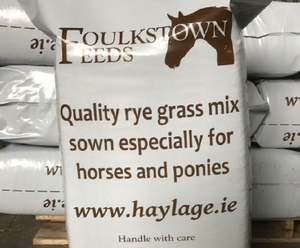 FOULKSTOWN
FEEDS
Quality rye grass mix
sown especially for
horses and ponies
www.haylage.ie
Handle with care